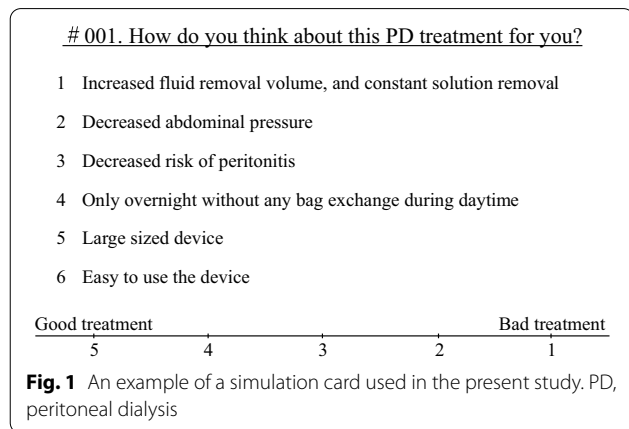 # 001. How do you think about this PD treatment for you?
1 Increased fluid removal volume, and constant solution removal
2 Decreased abdominal pressure
3 Decreased risk of peritonitis
4 Only overnight without any bag exchange during daytime
5 Large sized device
6 Easy to use the device
Good treatment Bad treatment
5 4 3 2 1
Fig. 1 An example of a simulation card used in the present study. PD,
peritoneal dialysis